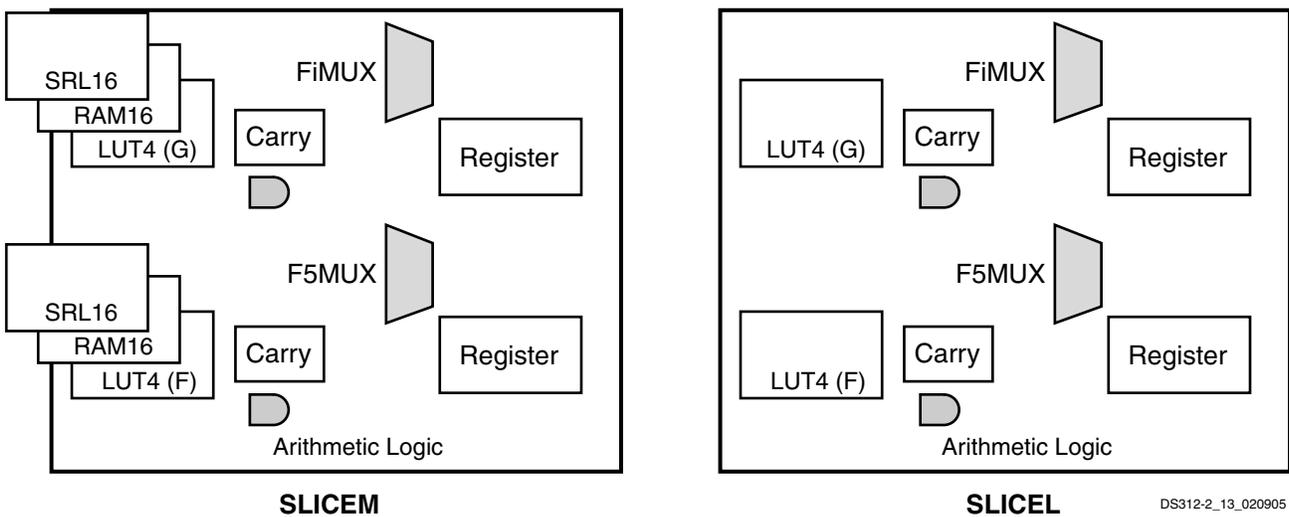 SRL16
RAM16
LUT4 (G)
Carry
FiMUX
Register
SRL16
RAM16
LUT4 (F)
Carry
F5MUX
Register
Arithmetic Logic
SLICEM
LUT4 (G)
Carry
FiMUX
Register
LUT4 (F)
Carry
F5MUX
Register
Arithmetic Logic
SLICEL
DS312-2_13_020905